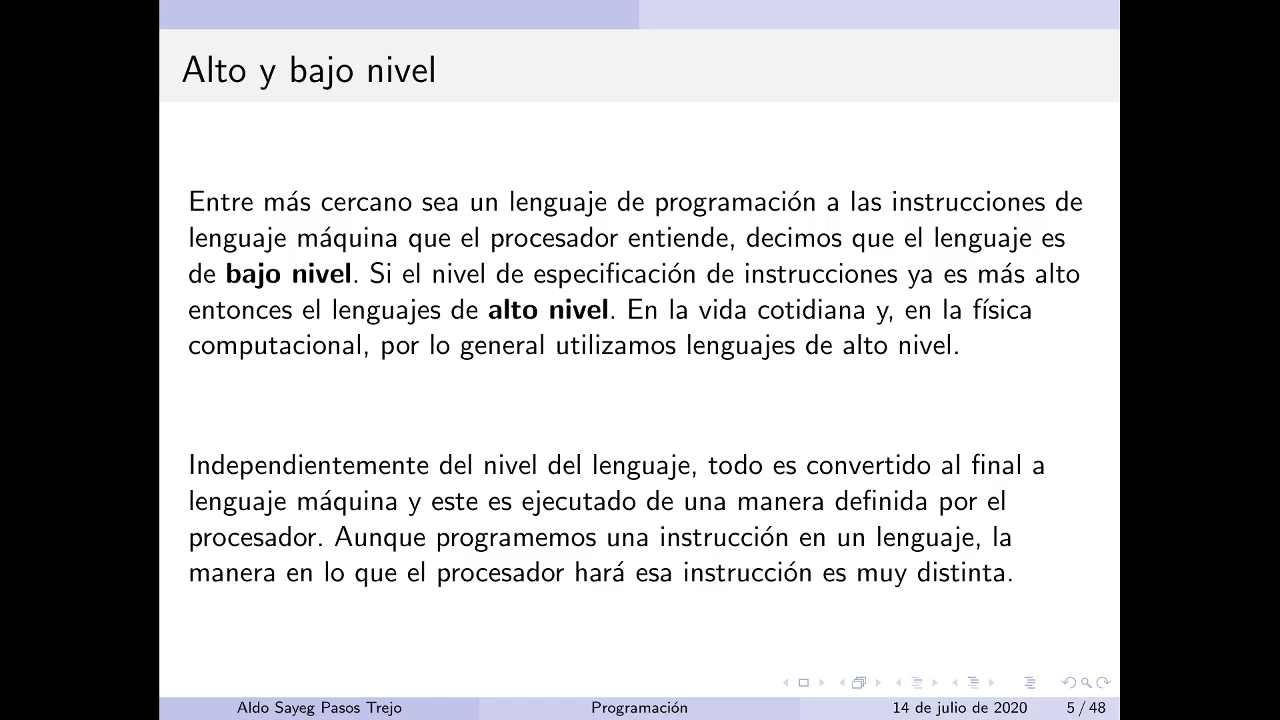 Alto y bajo nivel
Entre más cercano sea un lenguaje de programación a las instrucciones de
lenguaje máquina que el procesador entiende, decimos que el lenguaje es
de bajo nivel. Si el nivel de especificación de instrucciones ya es más alto
entonces el lenguajes de alto nivel. En la vida cotidiana y, en la física
computacional, por lo general utilizamos lenguajes de alto nivel.
Independientemente del nivel del lenguaje, todo es convertido al final a
lenguaje máquina y este es ejecutado de una manera definida por el
procesador. Aunque programemos una instrucción en un lenguaje, la
manera en lo que el procesador hará esa instrucción es muy distinta.
Aldo Sayeg Pasos Trejo Programación 14 de julio de 2020 5 / 48